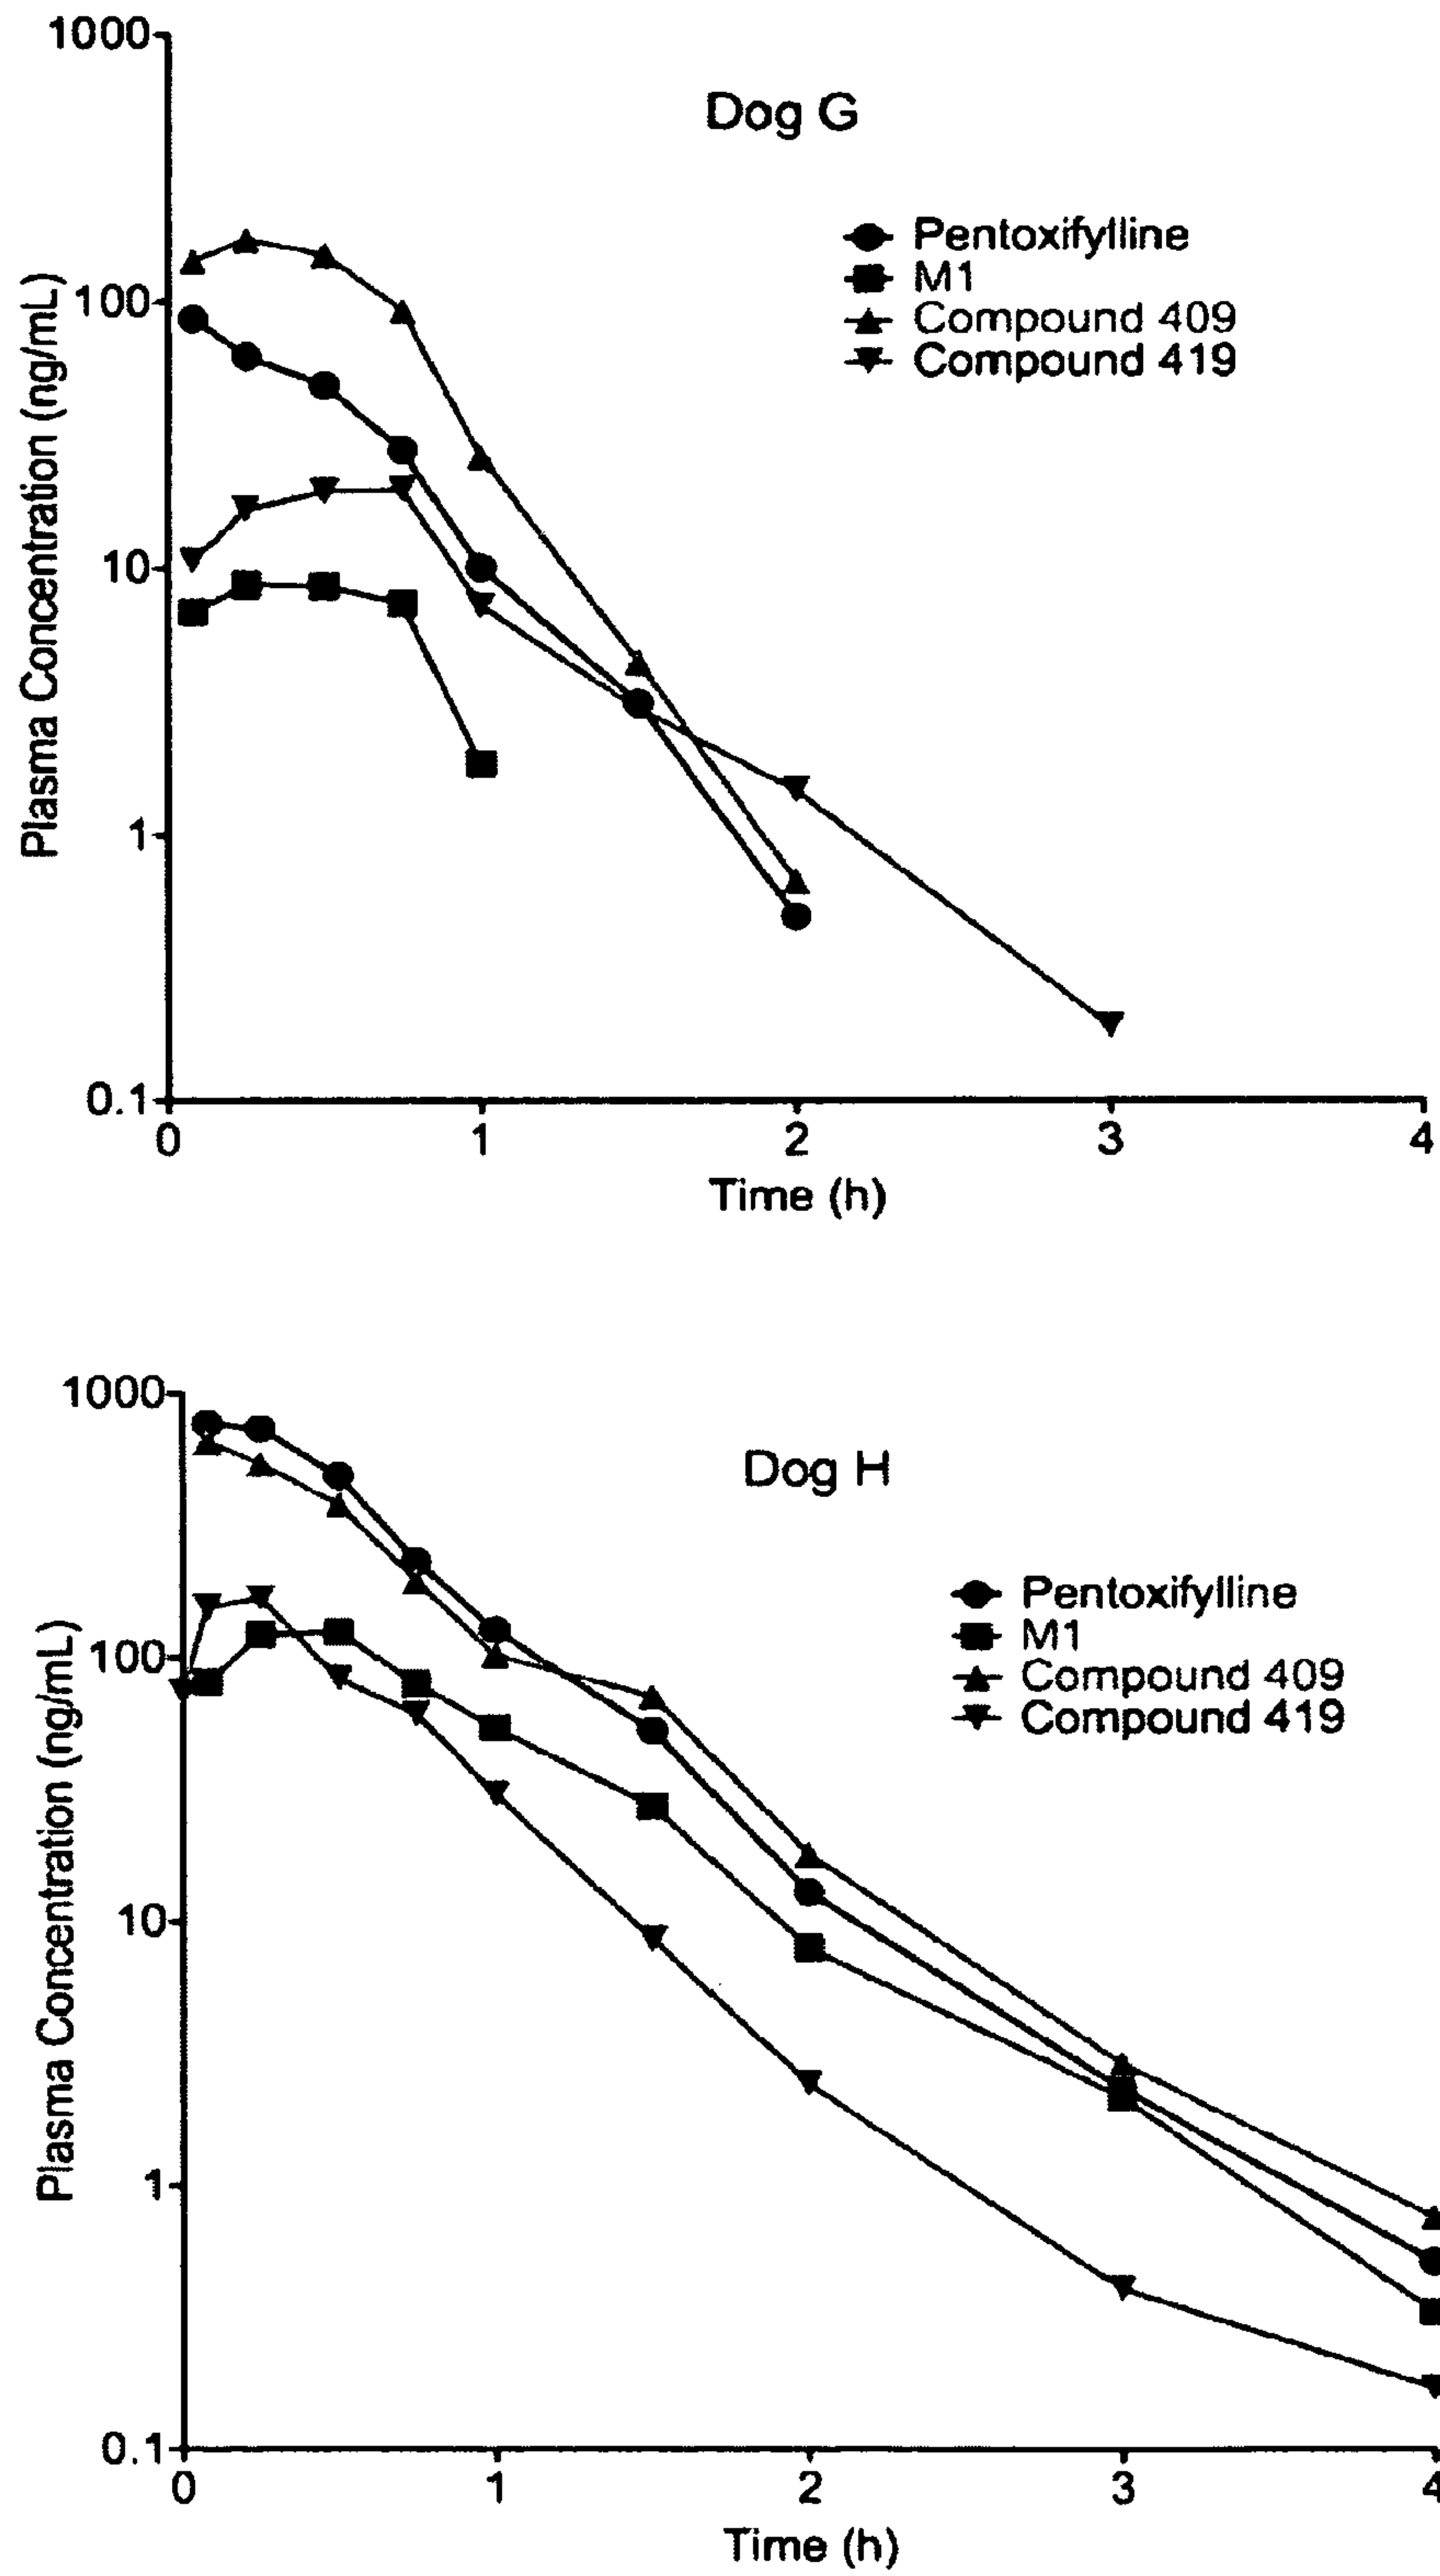 1000
Dog G
Pentoxifylline
M1
Compound 409
Compound 419
100
10
1
0.1
Plasma Concentration (ng/mL)
0 1 2 3 4
Time (h)
1000
Dog H
Pentoxifylline
M1
Compound 409
Compound 419
100
10
1
0.1
Plasma Concentration (ng/mL)
0 1 2 3 4
Time (h)